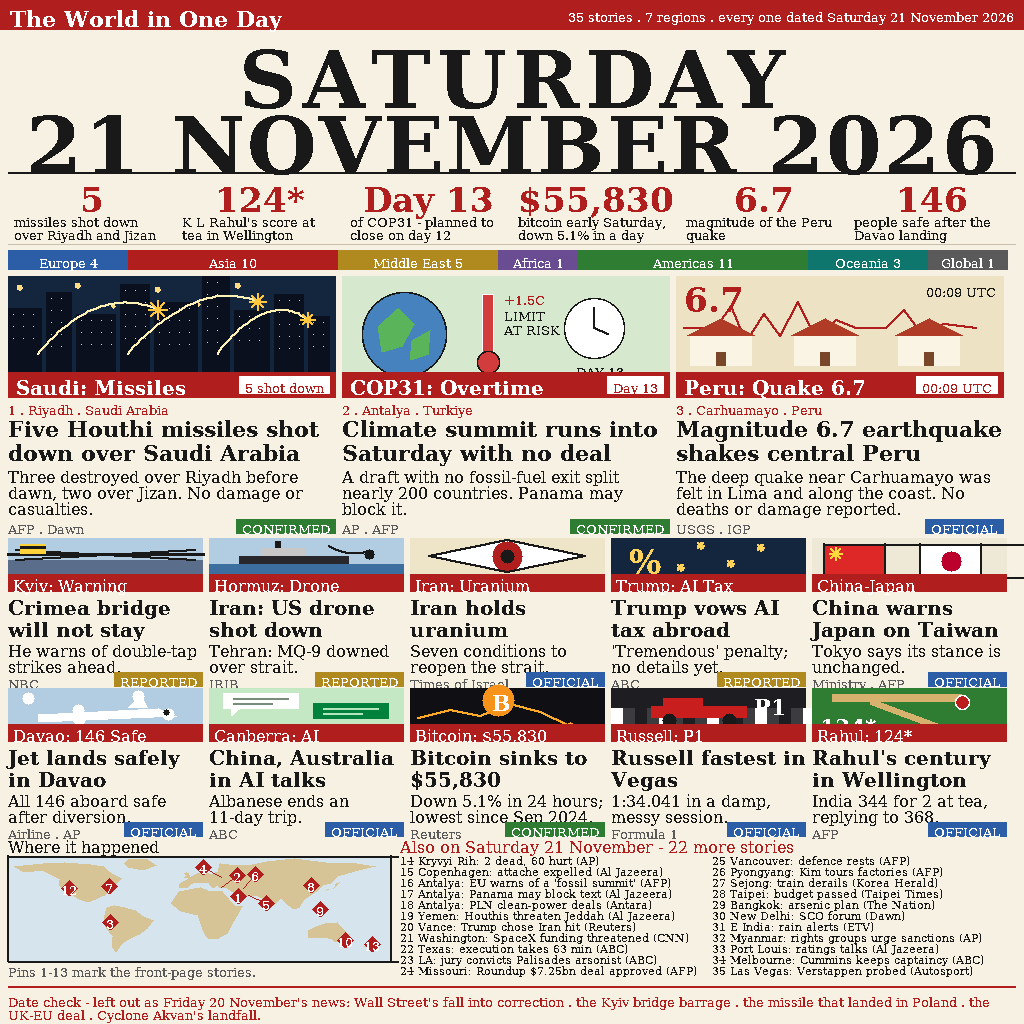 The World in One Day
35 stories . 7 regions . every one dated Saturday 21 November 2026
SATURDAY
21 NOVEMBER 2026
5
missiles shot down
over Riyadh and Jizan
124*
K L Rahul's score at
tea in Wellington
Day 13
of COP31 - planned to
close on day 12
$55,830
bitcoin early Saturday,
down 5.1% in a day
6.7
magnitude of the Peru
quake
146
people safe after the
Davao landing
Europe 4
Asia 10
Middle East 5
Africa 1
Americas 11
Oceania 3
Global 1
+1.5C
LIMIT
AT RISK
DAY 13
6.7
00:09 UTC
Saudi: Missiles
5 shot down
COP31: Overtime
Day 13
Peru: Quake 6.7
00:09 UTC
1 . Riyadh . Saudi Arabia
Five Houthi missiles shot
down over Saudi Arabia
Three destroyed over Riyadh before
dawn, two over Jizan. No damage or
casualties.
AFP . Dawn
CONFIRMED
2 . Antalya . Turkiye
Climate summit runs into
Saturday with no deal
A draft with no fossil-fuel exit split
nearly 200 countries. Panama may
block it.
AP . AFP
CONFIRMED
3 . Carhuamayo . Peru
Magnitude 6.7 earthquake
shakes central Peru
The deep quake near Carhuamayo was
felt in Lima and along the coast. No
deaths or damage reported.
USGS . IGP
OFFICIAL
Kyiv: Warning
Crimea bridge
will not stay
He warns of double-tap
strikes ahead.
NBC
REPORTED
Hormuz: Drone
Iran: US drone
shot down
Tehran: MQ-9 downed
over strait.
IRIB
REPORTED
Iran: Uranium
Iran holds
uranium
Seven conditions to
reopen the strait.
Times of Israel
OFFICIAL
%
Trump: AI Tax
Trump vows AI
tax abroad
'Tremendous' penalty;
no details yet.
ABC
REPORTED
China-Japan
China warns
Japan on Taiwan
Tokyo says its stance is
unchanged.
Ministry . AFP
OFFICIAL
Davao: 146 Safe
Jet lands safely
in Davao
All 146 aboard safe
after diversion.
Airline . AP
OFFICIAL
Canberra: AI
China, Australia
in AI talks
Albanese ends an
11-day trip.
ABC
OFFICIAL
B
Bitcoin: $55,830
Bitcoin sinks to
$55,830
Down 5.1% in 24 hours;
lowest since Sep 2024.
Reuters
CONFIRMED
P1
Russell: P1
Russell fastest in
Vegas
1:34.041 in a damp,
messy session.
Formula 1
OFFICIAL
124*
Rahul: 124*
Rahul's century
in Wellington
India 344 for 2 at tea,
replying to 368.
AFP
OFFICIAL
Where it happened
4
2
6
12
7
1
5
8
3
9
10
13
Pins 1-13 mark the front-page stories.
Also on Saturday 21 November - 22 more stories
14 Kryvyi Rih: 2 dead, 60 hurt (AP)
15 Copenhagen: attache expelled (Al Jazeera)
16 Antalya: EU warns of a 'fossil summit' (AFP)
17 Antalya: Panama may block text (Al Jazeera)
18 Antalya: PLN clean-power deals (Antara)
19 Yemen: Houthis threaten Jeddah (Al Jazeera)
20 Vance: Trump chose Iran hit (Reuters)
21 Washington: SpaceX funding threatened (CNN)
22 Texas: execution takes 63 min (ABC)
23 LA: jury convicts Palisades arsonist (ABC)
24 Missouri: Roundup $7.25bn deal approved (AFP)
25 Vancouver: defence rests (AFP)
26 Pyongyang: Kim tours factories (AFP)
27 Sejong: train derails (Korea Herald)
28 Taipei: budget passed (Taipei Times)
29 Bangkok: arsenic plan (The Nation)
30 New Delhi: SCO forum (Dawn)
31 E India: rain alerts (ETV)
32 Myanmar: rights groups urge sanctions (AP)
33 Port Louis: ratings talks (Al Jazeera)
34 Melbourne: Cummins keeps captaincy (ABC)
35 Las Vegas: Verstappen probed (Autosport)
Date check - left out as Friday 20 November's news: Wall Street's fall into correction . the Kyiv bridge barrage . the missile that landed in Poland . the
UK-EU deal . Cyclone Akvan's landfall.